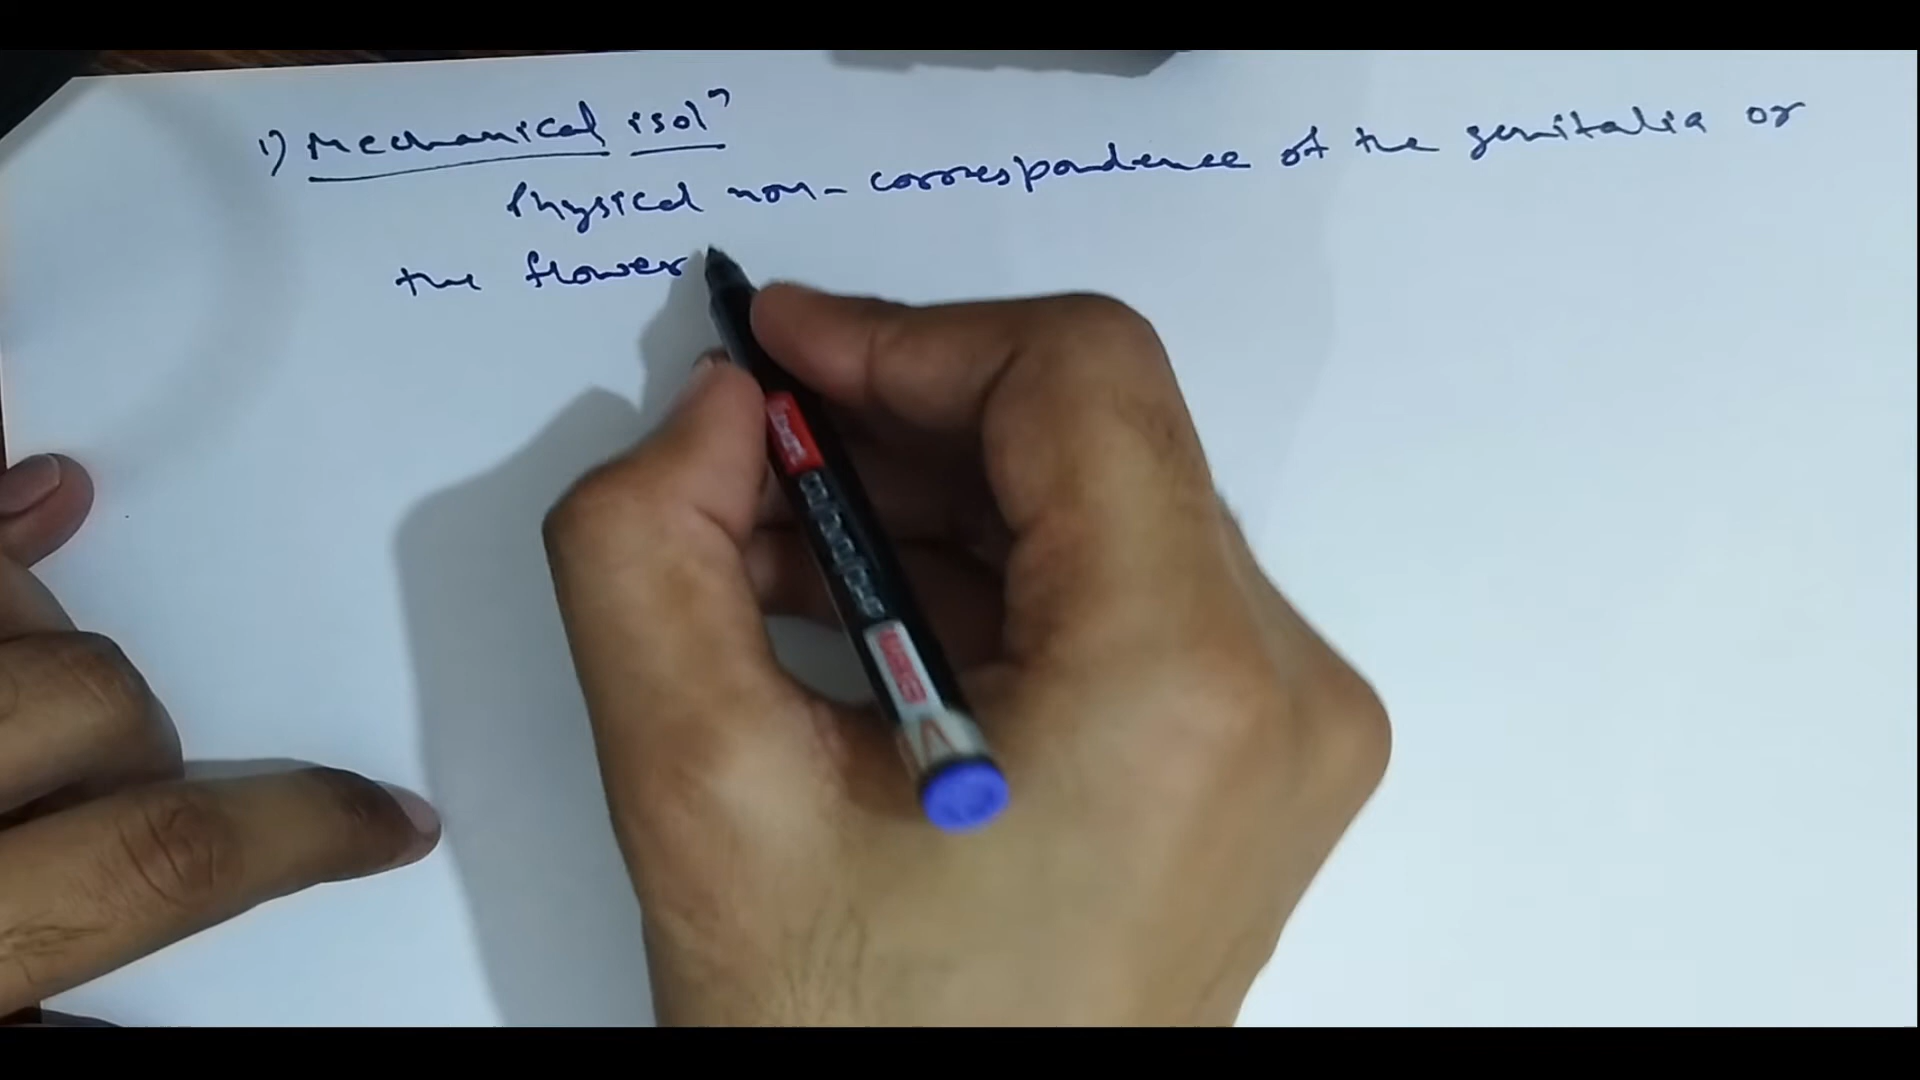 1) Mechanical isolⁿ
Physical non-correspondence of the genitalia or
the flower